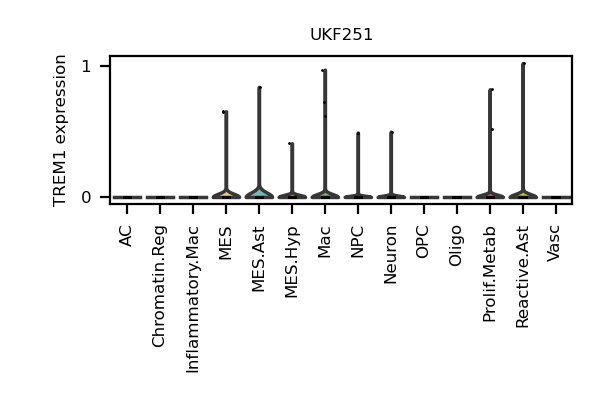 UKF251
TREM1 expression
1
0
AC
Chromatin.Reg
Inflammatory.Mac
MES
MES.Ast
MES.Hyp
Mac
NPC
Neuron
OPC
Oligo
Prolif.Metab
Reactive.Ast
Vasc